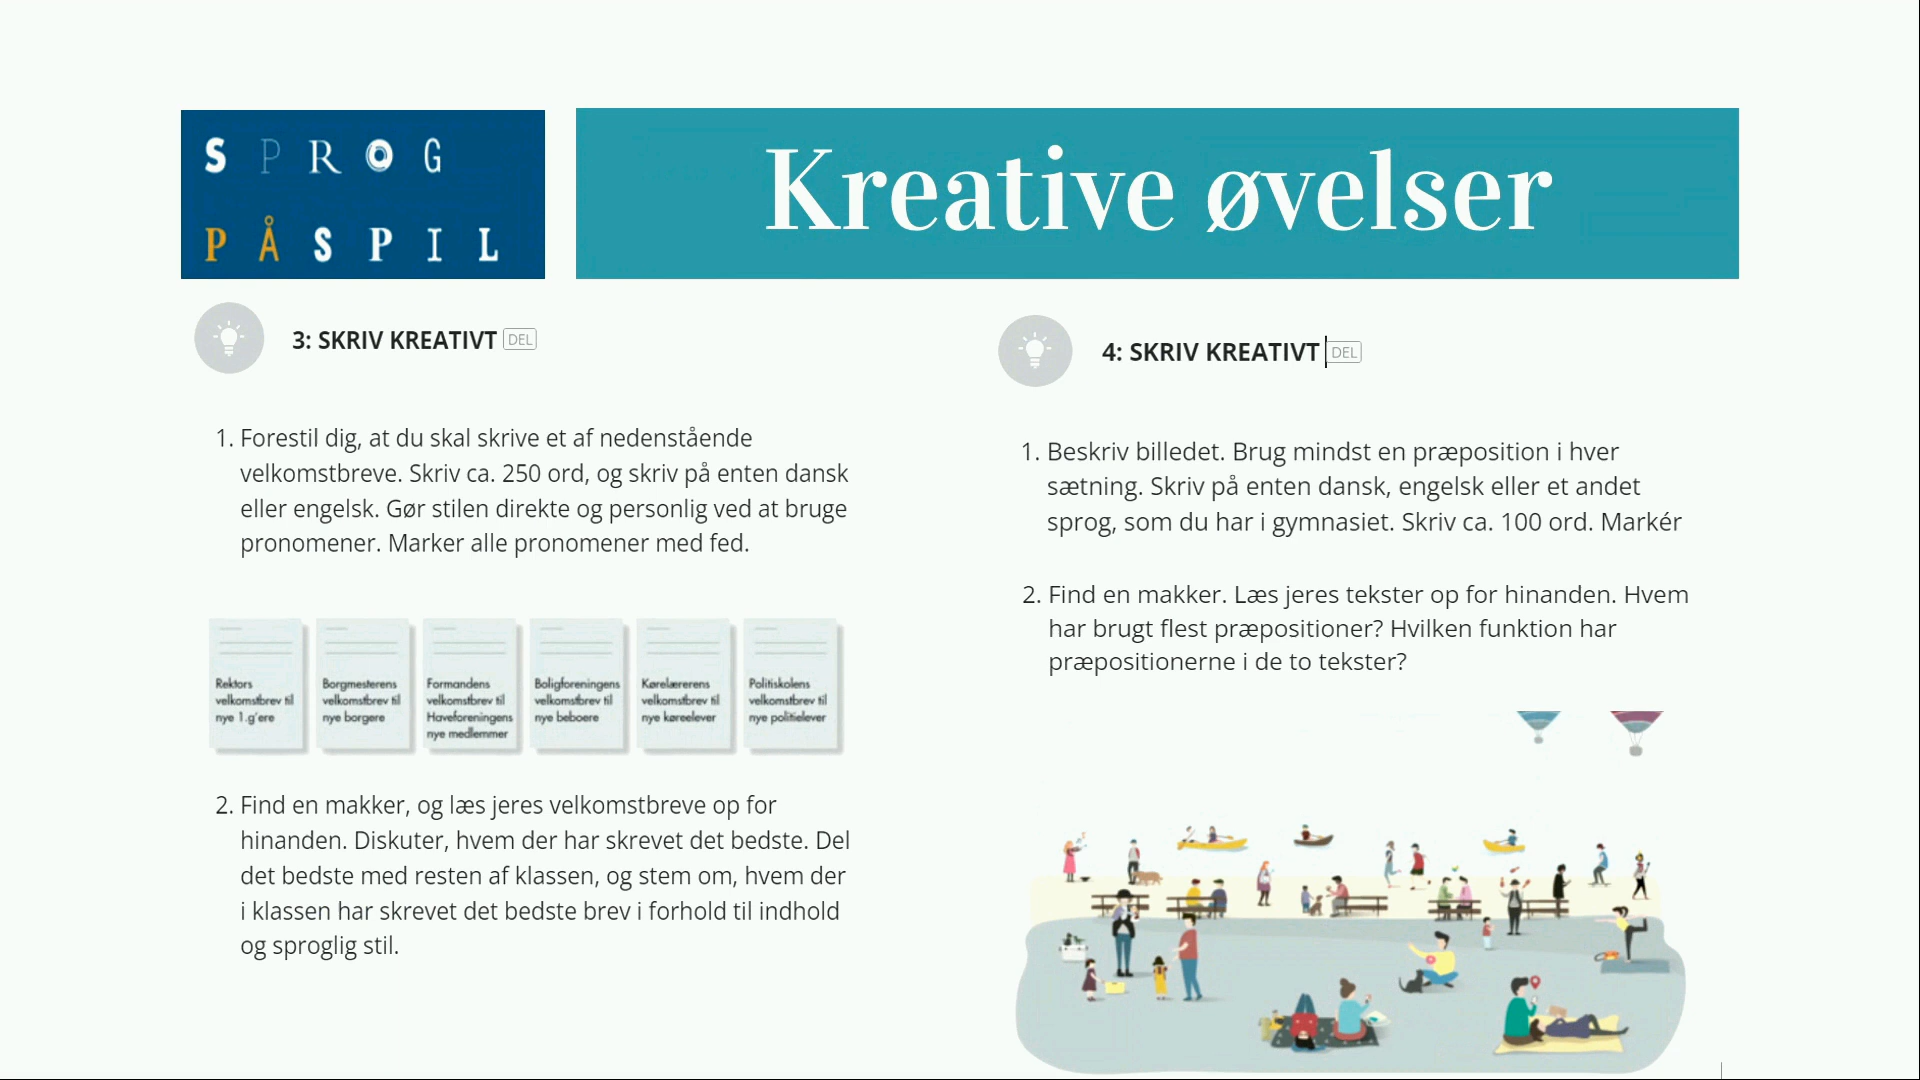 SPROG
PÅSPIL
Kreative øvelser
3: SKRIV KREATIVT DEL
1. Forestil dig, at du skal skrive et af nedenstående
velkomstbreve. Skriv ca. 250 ord, og skriv på enten dansk
eller engelsk. Gør stilen direkte og personlig ved at bruge
pronomener. Marker alle pronomener med fed.
Rektors
velkomstbrev til
nye 1.g'ere
Borgmesterens
velkomstbrev til
nye borgere
Formandens
velkomstbrev til
Haveforeningens
nye medlemmer
Boligforeningens
velkomstbrev til
nye beboere
Kørelærerens
velkomstbrev til
nye køreelever
Politiskolens
velkomstbrev til
nye politielever
2. Find en makker, og læs jeres velkomstbreve op for
hinanden. Diskuter, hvem der har skrevet det bedste. Del
det bedste med resten af klassen, og stem om, hvem der
i klassen har skrevet det bedste brev i forhold til indhold
og sproglig stil.
4: SKRIV KREATIVT DEL
1. Beskriv billedet. Brug mindst en præposition i hver
sætning. Skriv på enten dansk, engelsk eller et andet
sprog, som du har i gymnasiet. Skriv ca. 100 ord. Markér
2. Find en makker. Læs jeres tekster op for hinanden. Hvem
har brugt flest præpositioner? Hvilken funktion har
præpositionerne i de to tekster?